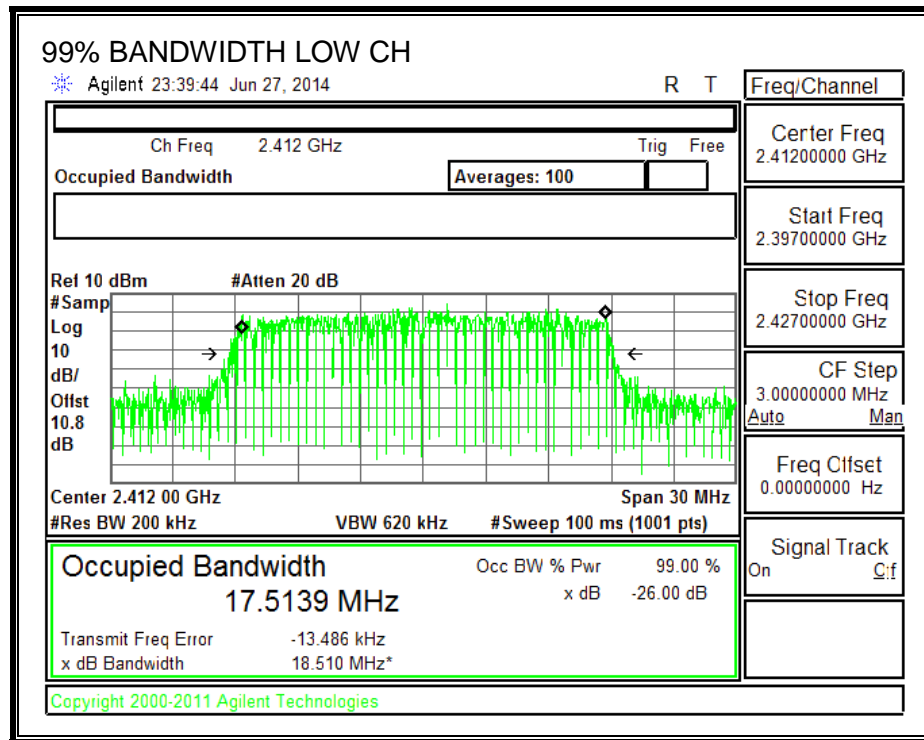 99% BANDWIDTH LOW CH
Agilent 23:39:44 Jun 27, 2014 R T
Freq/Channel
Ch Freq 2.412 GHz Trig Free
Occupied Bandwidth Averages: 100
Center Freq
2.41200000 GHz
Start Freq
2.39700000 GHz
Stop Freq
2.42700000 GHz
CF Step
3.00000000 MHz
Auto Man
Freq Offset
0.00000000 Hz
Signal Track
On Off
Ref 10 dBm #Atten 20 dB
#Samp
Log
10
dB/
Offst
10.8
dB
Center 2.412 00 GHz Span 30 MHz
#Res BW 200 kHz VBW 620 kHz #Sweep 100 ms (1001 pts)
Occupied Bandwidth
17.5139 MHz
Occ BW % Pwr 99.00 %
x dB -26.00 dB
Transmit Freq Error -13.486 kHz
x dB Bandwidth 18.510 MHz*
Copyright 2000-2011 Agilent Technologies